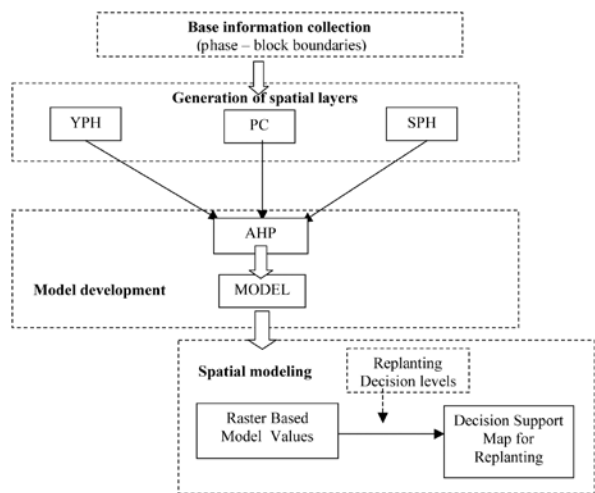 Base information collection
(phase – block boundaries)
Generation of spatial layers
YPH
PC
SPH
AHP
Model development
MODEL
Spatial modeling
Replanting
Decision levels
Raster Based
Model Values
Decision Support
Map for
Replanting